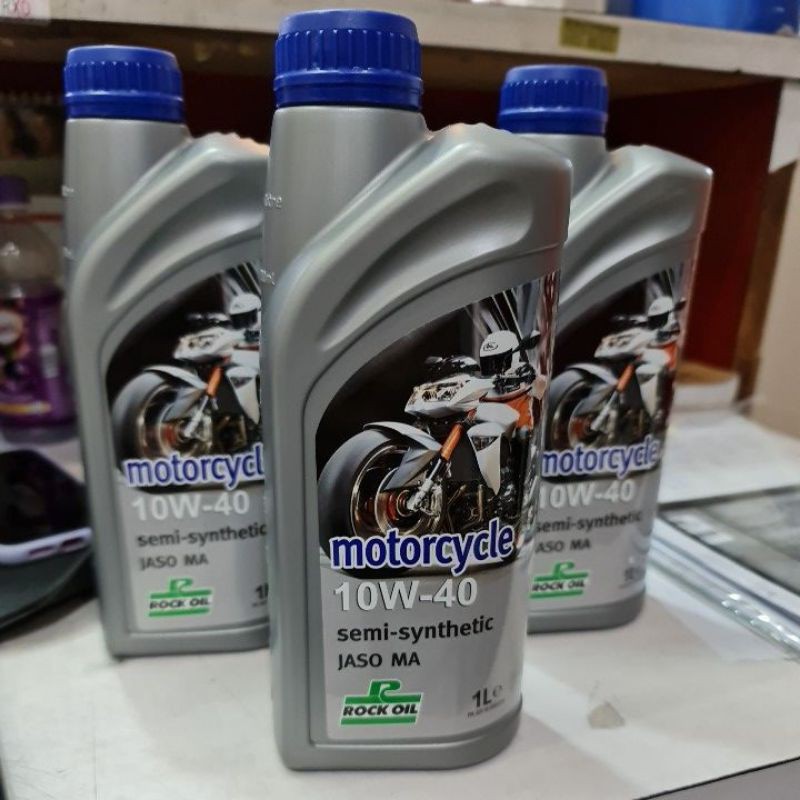 motorcycl
10W-40
semi-synthetic
JASO MA
ROCK OIL
motorcycle
10W-40
semi-synthetic
JASO MA
ROCK OIL
1L e
motorcycle
10W-40
semi-synthetic
JASO MA
ROCK OIL